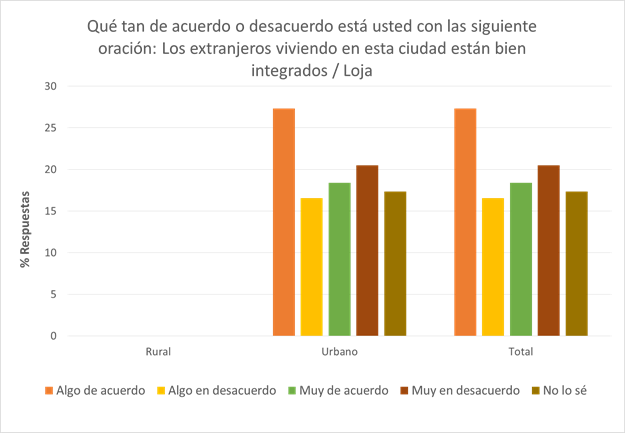 Qué tan de acuerdo o desacuerdo está usted con las siguiente
oración: Los extranjeros viviendo en esta ciudad están bien
integrados / Loja
% Respuestas
30
25
20
15
10
5
0
Rural
Urbano
Total
Algo de acuerdo
Algo en desacuerdo
Muy de acuerdo
Muy en desacuerdo
No lo sé